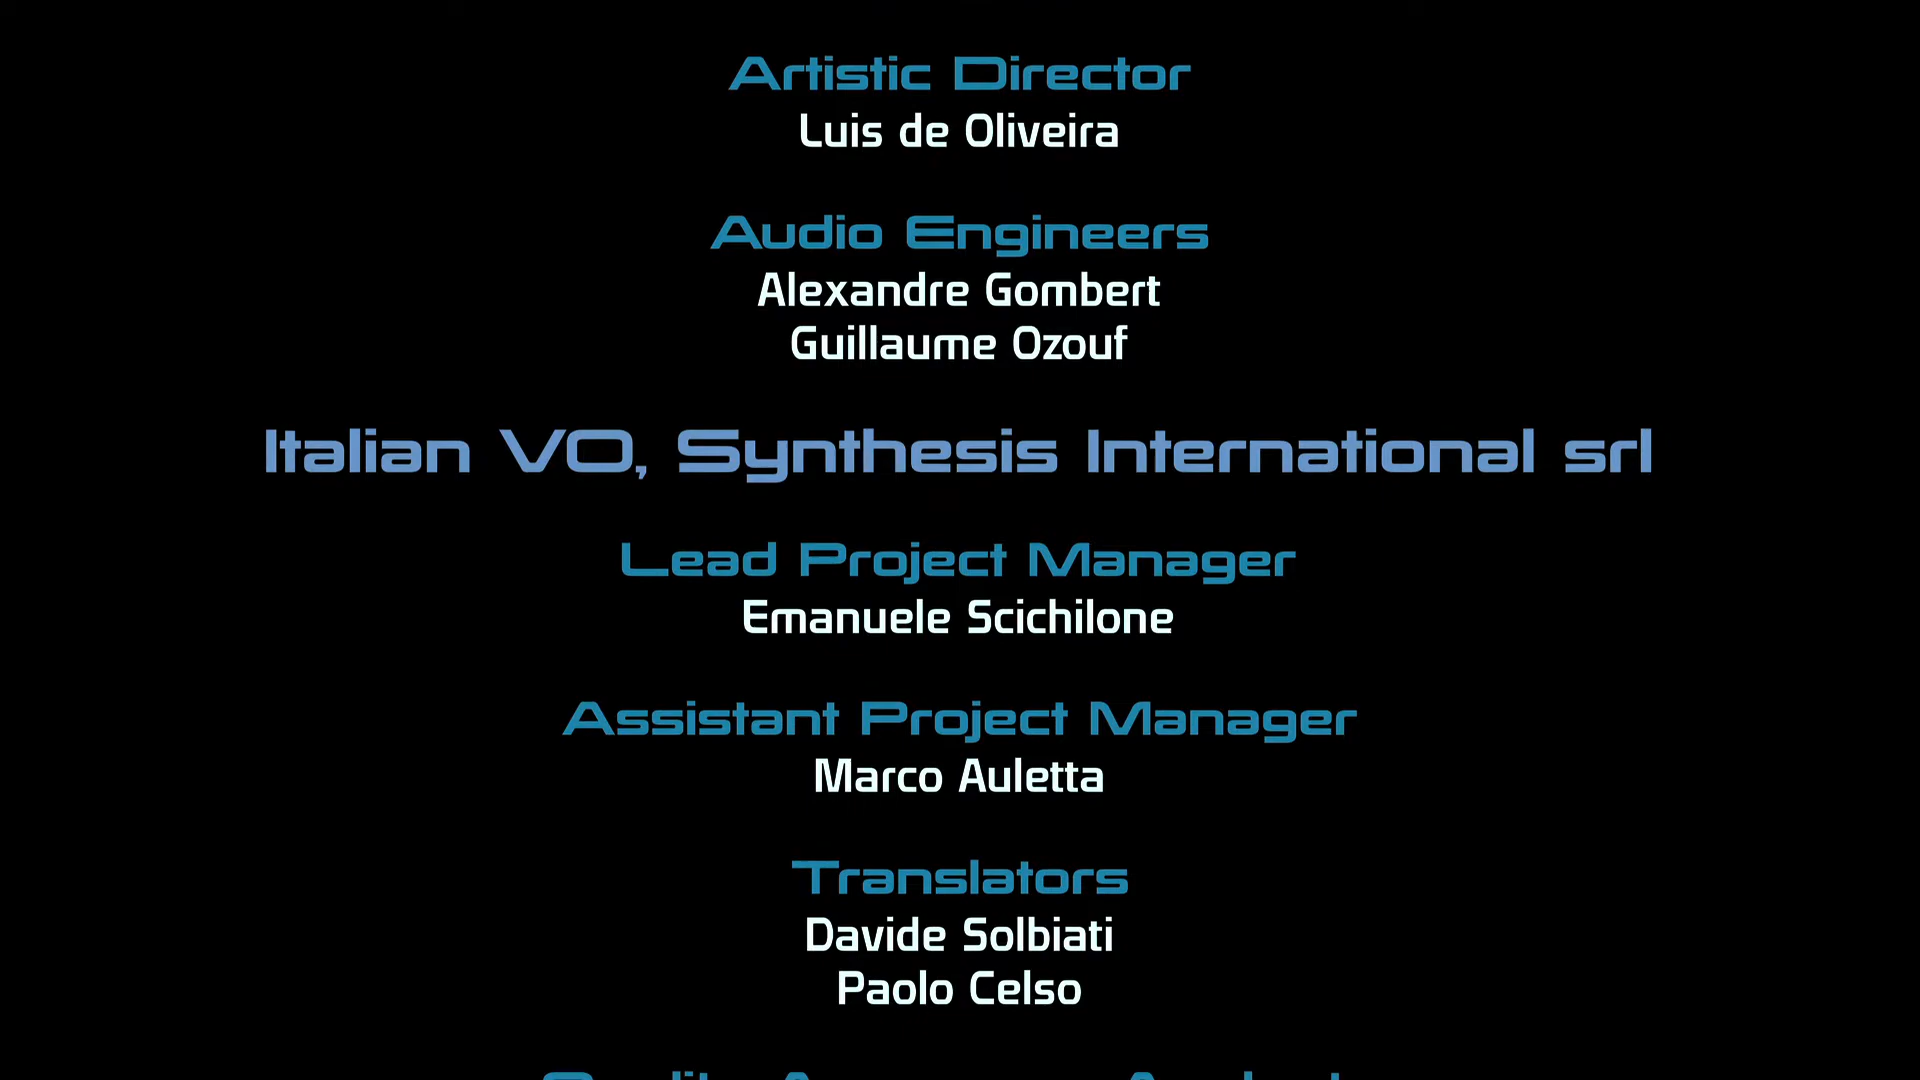 Artistic Director
Luis de Oliveira
Audio Engineers
Alexandre Gombert
Guillaume Ozouf
Italian VO, Synthesis International srl
Lead Project Manager
Emanuele Scichilone
Assistant Project Manager
Marco Auletta
Translators
Davide Solbiati
Paolo Celso